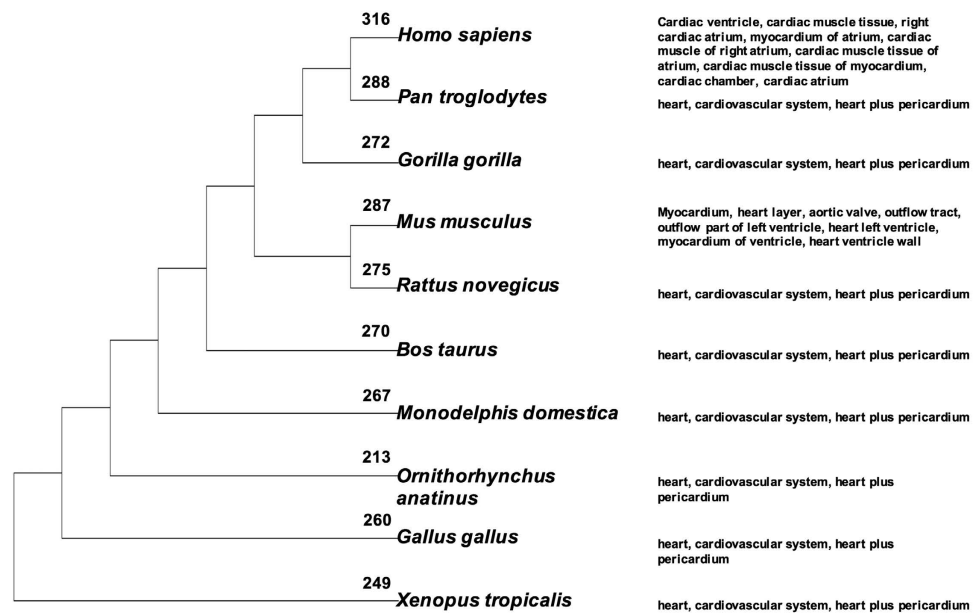 316
Homo sapiens
Cardiac ventricle, cardiac muscle tissue, right
cardiac atrium, myocardium of atrium, cardiac
muscle of right atrium, cardiac muscle tissue of
atrium, cardiac muscle tissue of myocardium,
cardiac chamber, cardiac atrium
288
Pan troglodytes
heart, cardiovascular system, heart plus pericardium
272
Gorilla gorilla
heart, cardiovascular system, heart plus pericardium
287
Mus musculus
Myocardium, heart layer, aortic valve, outflow tract,
outflow part of left ventricle, heart left ventricle,
myocardium of ventricle, heart ventricle wall
275
Rattus novegicus
heart, cardiovascular system, heart plus pericardium
270
Bos taurus
heart, cardiovascular system, heart plus pericardium
267
Monodelphis domestica
heart, cardiovascular system, heart plus pericardium
213
Ornithorhynchus
anatinus
heart, cardiovascular system, heart plus
pericardium
260
Gallus gallus
heart, cardiovascular system, heart plus
pericardium
249
Xenopus tropicalis
heart, cardiovascular system, heart plus pericardium